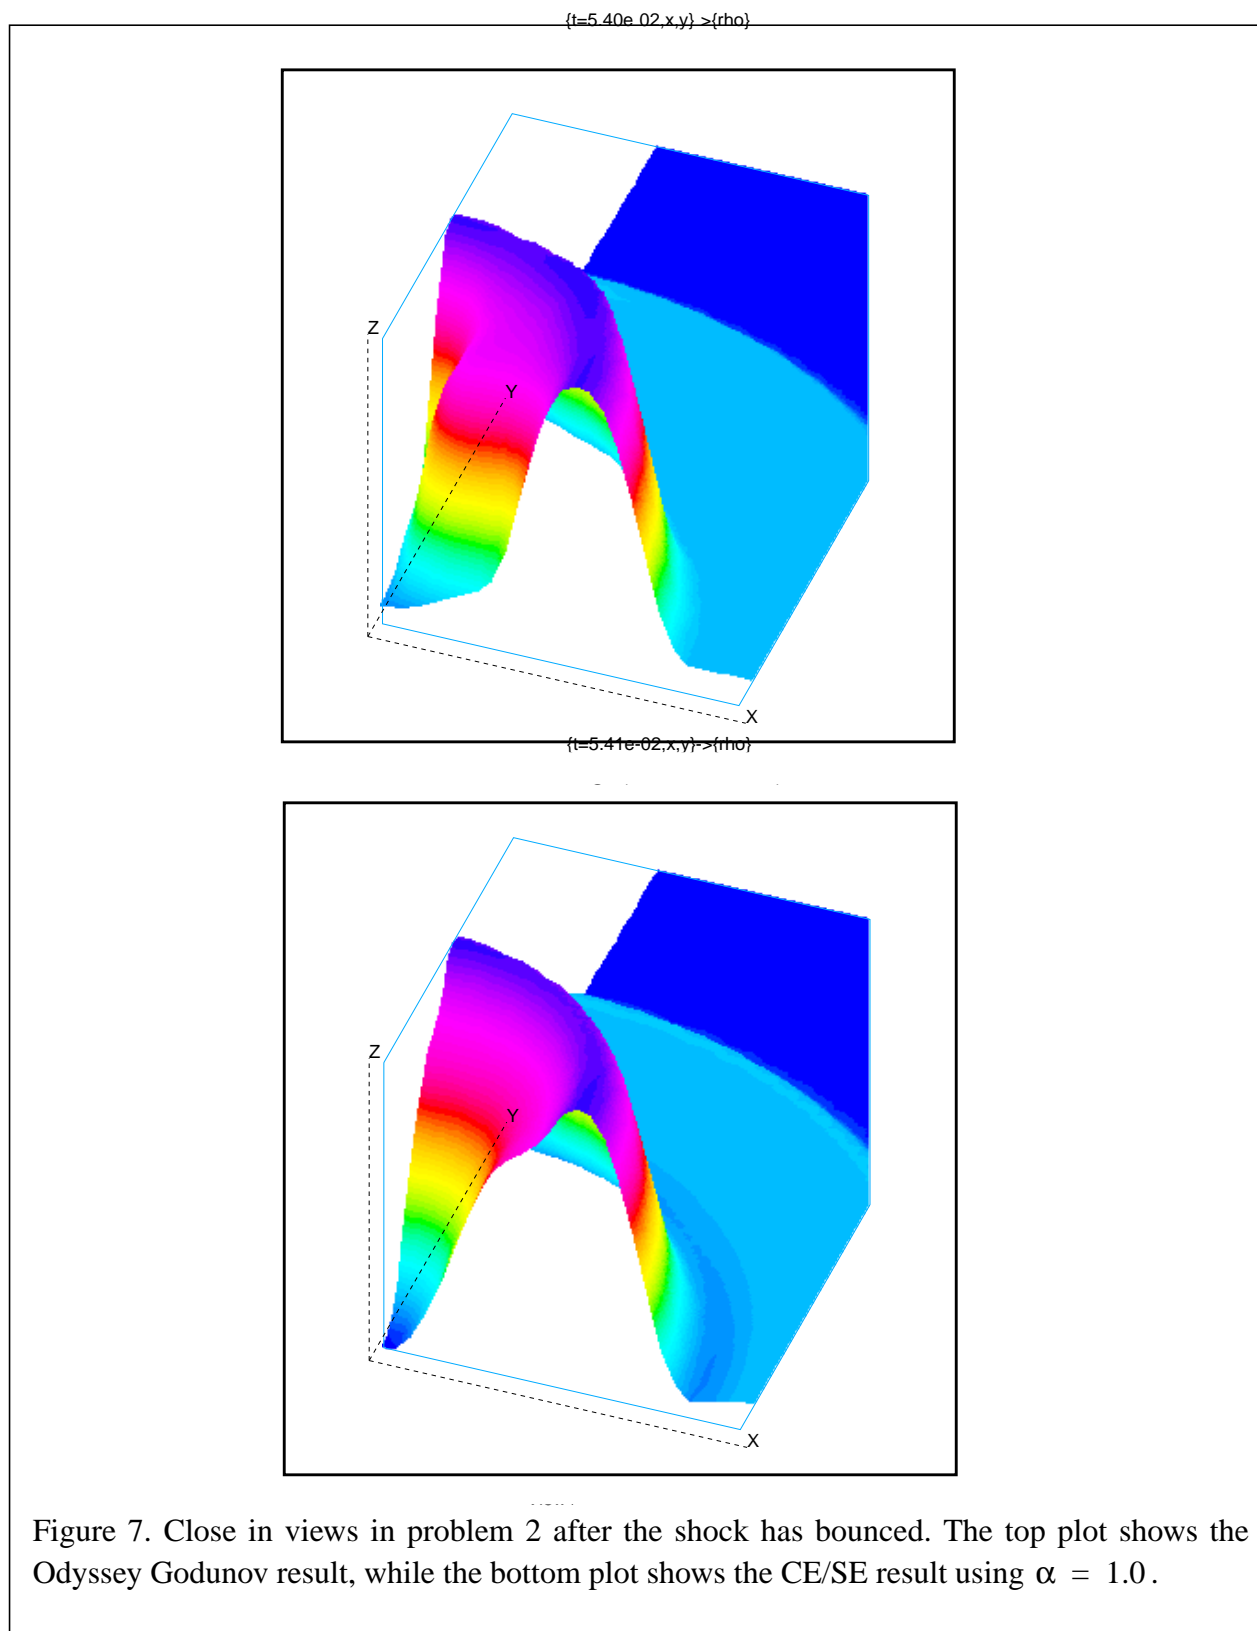 {t=5.40e 02,x,y} >{rho}
Z
Y
X
{t=5.41e-02,x,y}->{rho}
Z
Y
X
Figure 7. Close in views in problem 2 after the shock has bounced. The top plot shows the
Odyssey Godunov result, while the bottom plot shows the CE/SE result using α = 1.0.